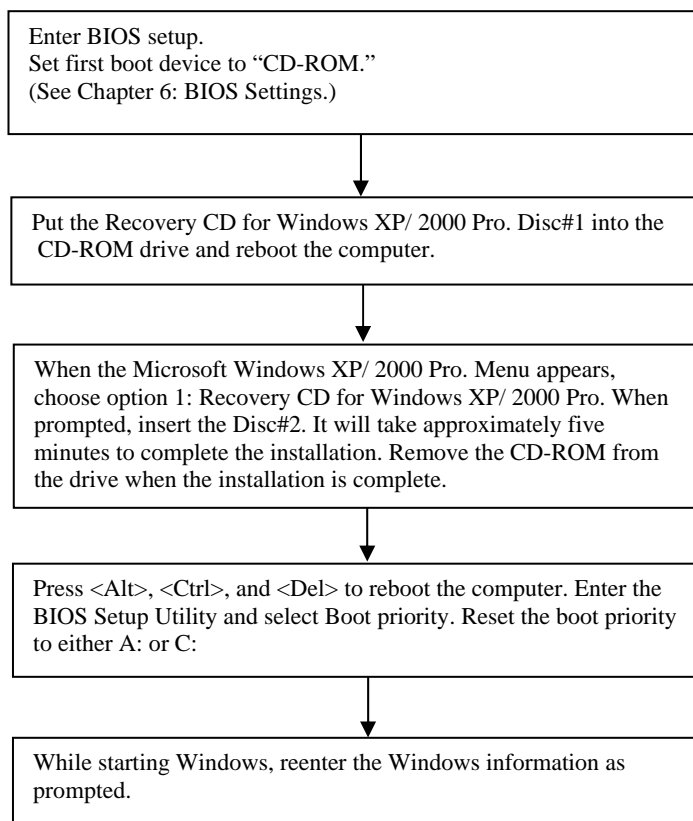 Enter BIOS setup.
Set first boot device to “CD-ROM.”
(See Chapter 6: BIOS Settings.)
Put the Recovery CD for Windows XP/ 2000 Pro. Disc#1 into the
CD-ROM drive and reboot the computer.
When the Microsoft Windows XP/ 2000 Pro. Menu appears,
choose option 1: Recovery CD for Windows XP/ 2000 Pro. When
prompted, insert the Disc#2. It will take approximately five
minutes to complete the installation. Remove the CD-ROM from
the drive when the installation is complete.
Press <Alt>, <Ctrl>, and <Del> to reboot the computer. Enter the
BIOS Setup Utility and select Boot priority. Reset the boot priority
to either A: or C:
While starting Windows, reenter the Windows information as
prompted.